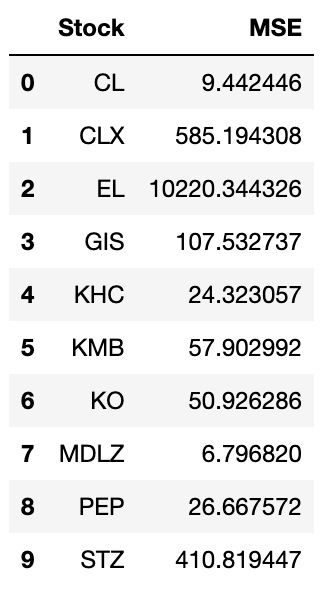 Stock MSE
0 CL 9.442446
1 CLX 585.194308
2 EL 10220.344326
3 GIS 107.532737
4 KHC 24.323057
5 KMB 57.902992
6 KO 50.926286
7 MDLZ 6.796820
8 PEP 26.667572
9 STZ 410.819447